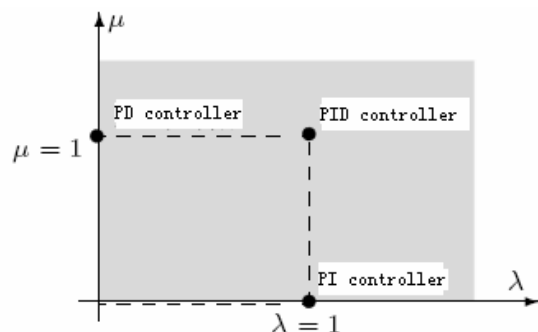 μ
PD controller
PID controller
μ = 1
PI controller
λ
λ = 1